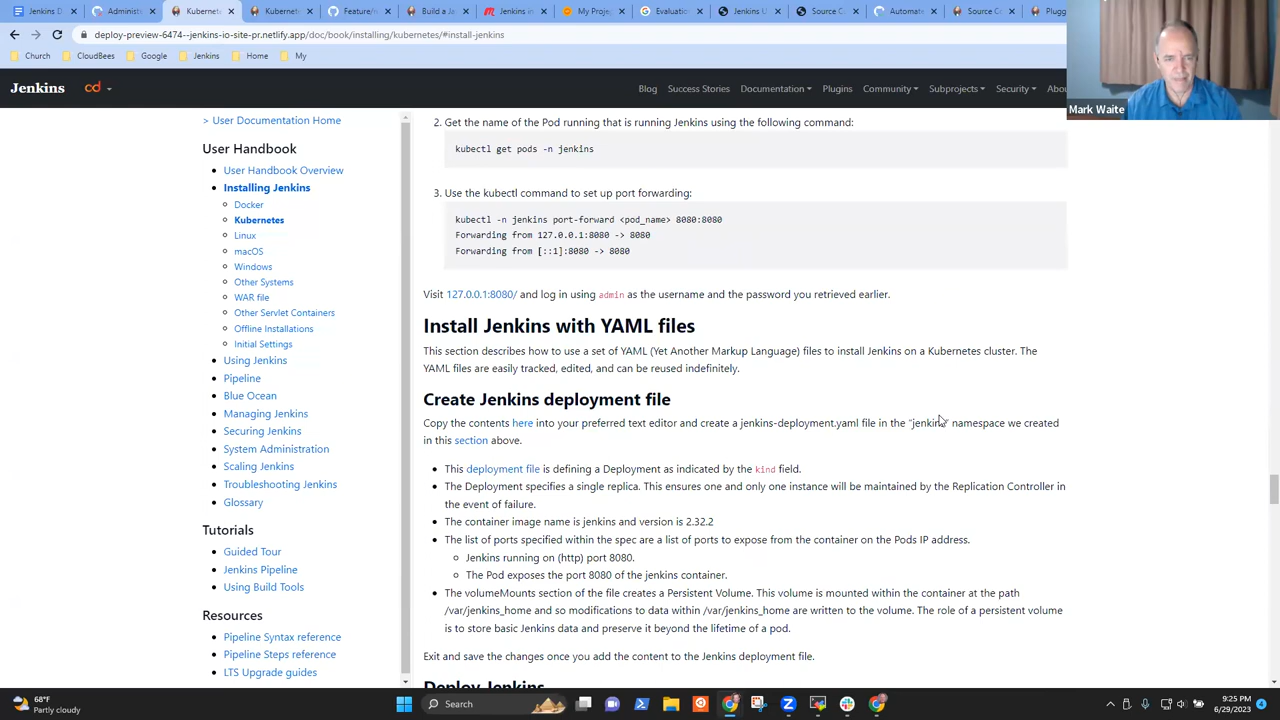 Jenkins D
Administ
Kubernet
Kubernet
Feature/
Build a Ja
Jenkins in
My Proje
Evaluation
Jenkins U
Source C
Automate
Source Co
Plugg
deploy-preview-6474--jenkins-io-site-pr.netlify.app/doc/book/installing/kubernetes/#install-jenkins
Church
CloudBees
Google
Jenkins
Home
My
Jenkins
cd
Blog
Success Stories
Documentation
Plugins
Community
Subprojects
Security
Abou
Mark Waite
> User Documentation Home
User Handbook
User Handbook Overview
Installing Jenkins
Docker
Kubernetes
Linux
macOS
Windows
Other Systems
WAR file
Other Servlet Containers
Offline Installations
Initial Settings
Using Jenkins
Pipeline
Blue Ocean
Managing Jenkins
Securing Jenkins
System Administration
Scaling Jenkins
Troubleshooting Jenkins
Glossary
Tutorials
Guided Tour
Jenkins Pipeline
Using Build Tools
Resources
Pipeline Syntax reference
Pipeline Steps reference
LTS Upgrade guides
2. Get the name of the Pod running that is running Jenkins using the following command:
kubectl get pods -n jenkins
3. Use the kubectl command to set up port forwarding:
kubectl -n jenkins port-forward <pod_name> 8080:8080
Forwarding from 127.0.0.1:8080 -> 8080
Forwarding from [::1]:8080 -> 8080
Visit 127.0.0.1:8080/ and log in using admin as the username and the password you retrieved earlier.
Install Jenkins with YAML files
This section describes how to use a set of YAML (Yet Another Markup Language) files to install Jenkins on a Kubernetes cluster. The
YAML files are easily tracked, edited, and can be reused indefinitely.
Create Jenkins deployment file
Copy the contents here into your preferred text editor and create a jenkins-deployment.yaml file in the "jenkins" namespace we created
in this section above.
This deployment file is defining a Deployment as indicated by the kind field.
The Deployment specifies a single replica. This ensures one and only one instance will be maintained by the Replication Controller in
the event of failure.
The container image name is jenkins and version is 2.32.2
The list of ports specified within the spec are a list of ports to expose from the container on the Pods IP address.
Jenkins running on (http) port 8080.
The Pod exposes the port 8080 of the jenkins container.
The volumeMounts section of the file creates a Persistent Volume. This volume is mounted within the container at the path
/var/jenkins_home and so modifications to data within /var/jenkins_home are written to the volume. The role of a persistent volume
is to store basic Jenkins data and preserve it beyond the lifetime of a pod.
Exit and save the changes once you add the content to the Jenkins deployment file.
Deploy Jenkins
68°F
Partly cloudy
Search
9:25 PM
6/29/2023